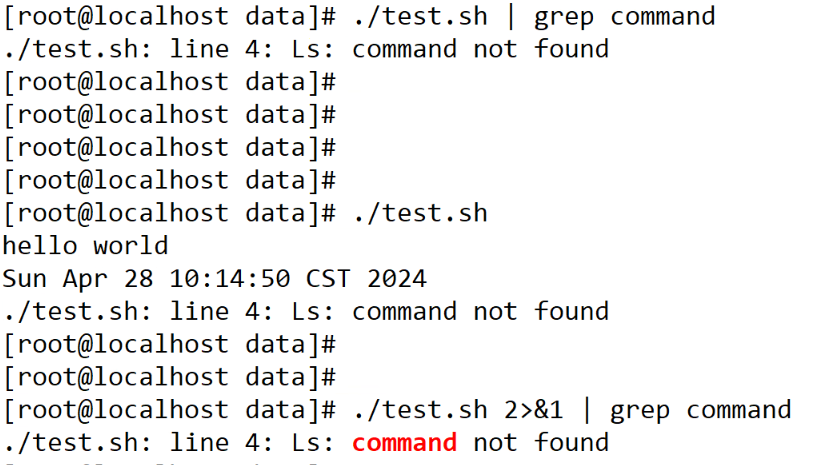 [root@localhost data]# ./test.sh | grep command
./test.sh: line 4: Ls: command not found
[root@localhost data]#
[root@localhost data]#
[root@localhost data]#
[root@localhost data]#
[root@localhost data]# ./test.sh
hello world
Sun Apr 28 10:14:50 CST 2024
./test.sh: line 4: Ls: command not found
[root@localhost data]#
[root@localhost data]#
[root@localhost data]# ./test.sh 2>&1 | grep command
./test.sh: line 4: Ls: command not found